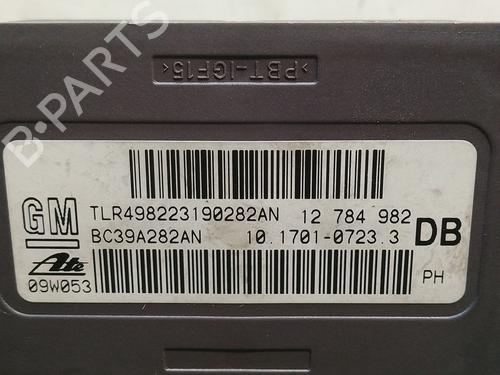 >PBT-IGF15<
B-PARTS
GM
TLR498223190282AN 12 784 982
BC39A282AN 10.1701-0723.3 DB
Ate
09W053 PH